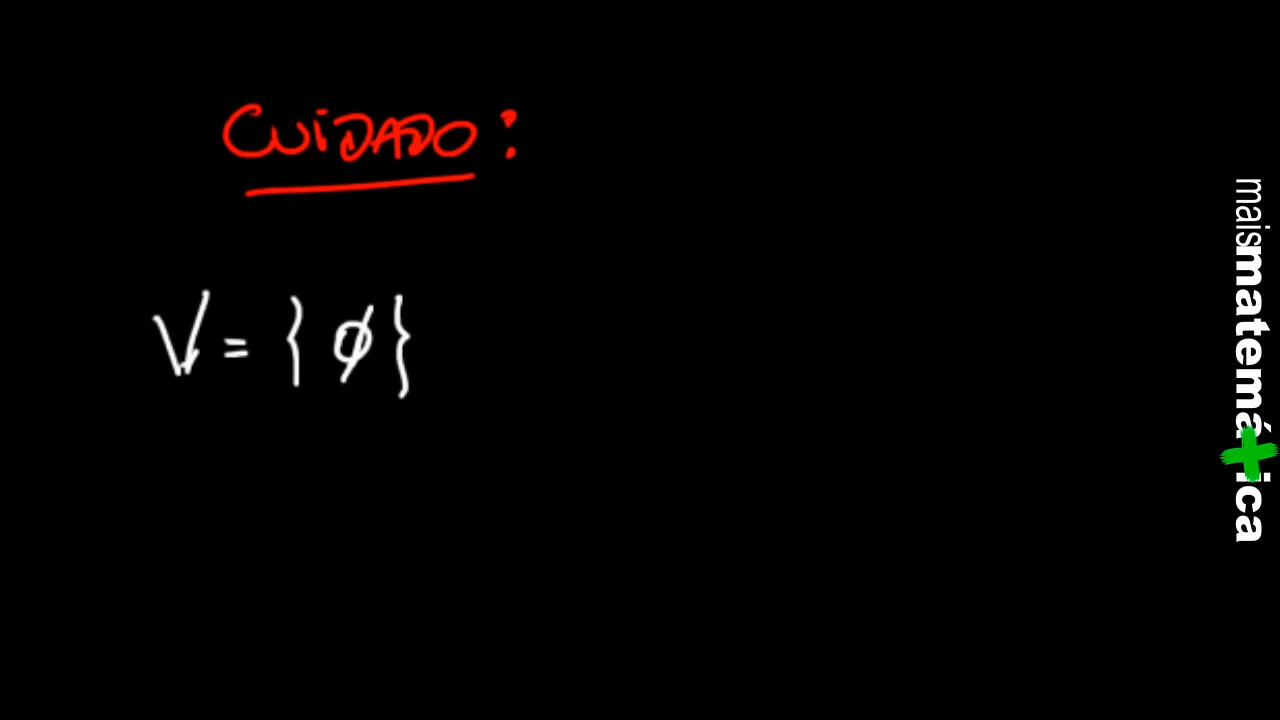 CUIDADO:
V = { ø }
maismatemática